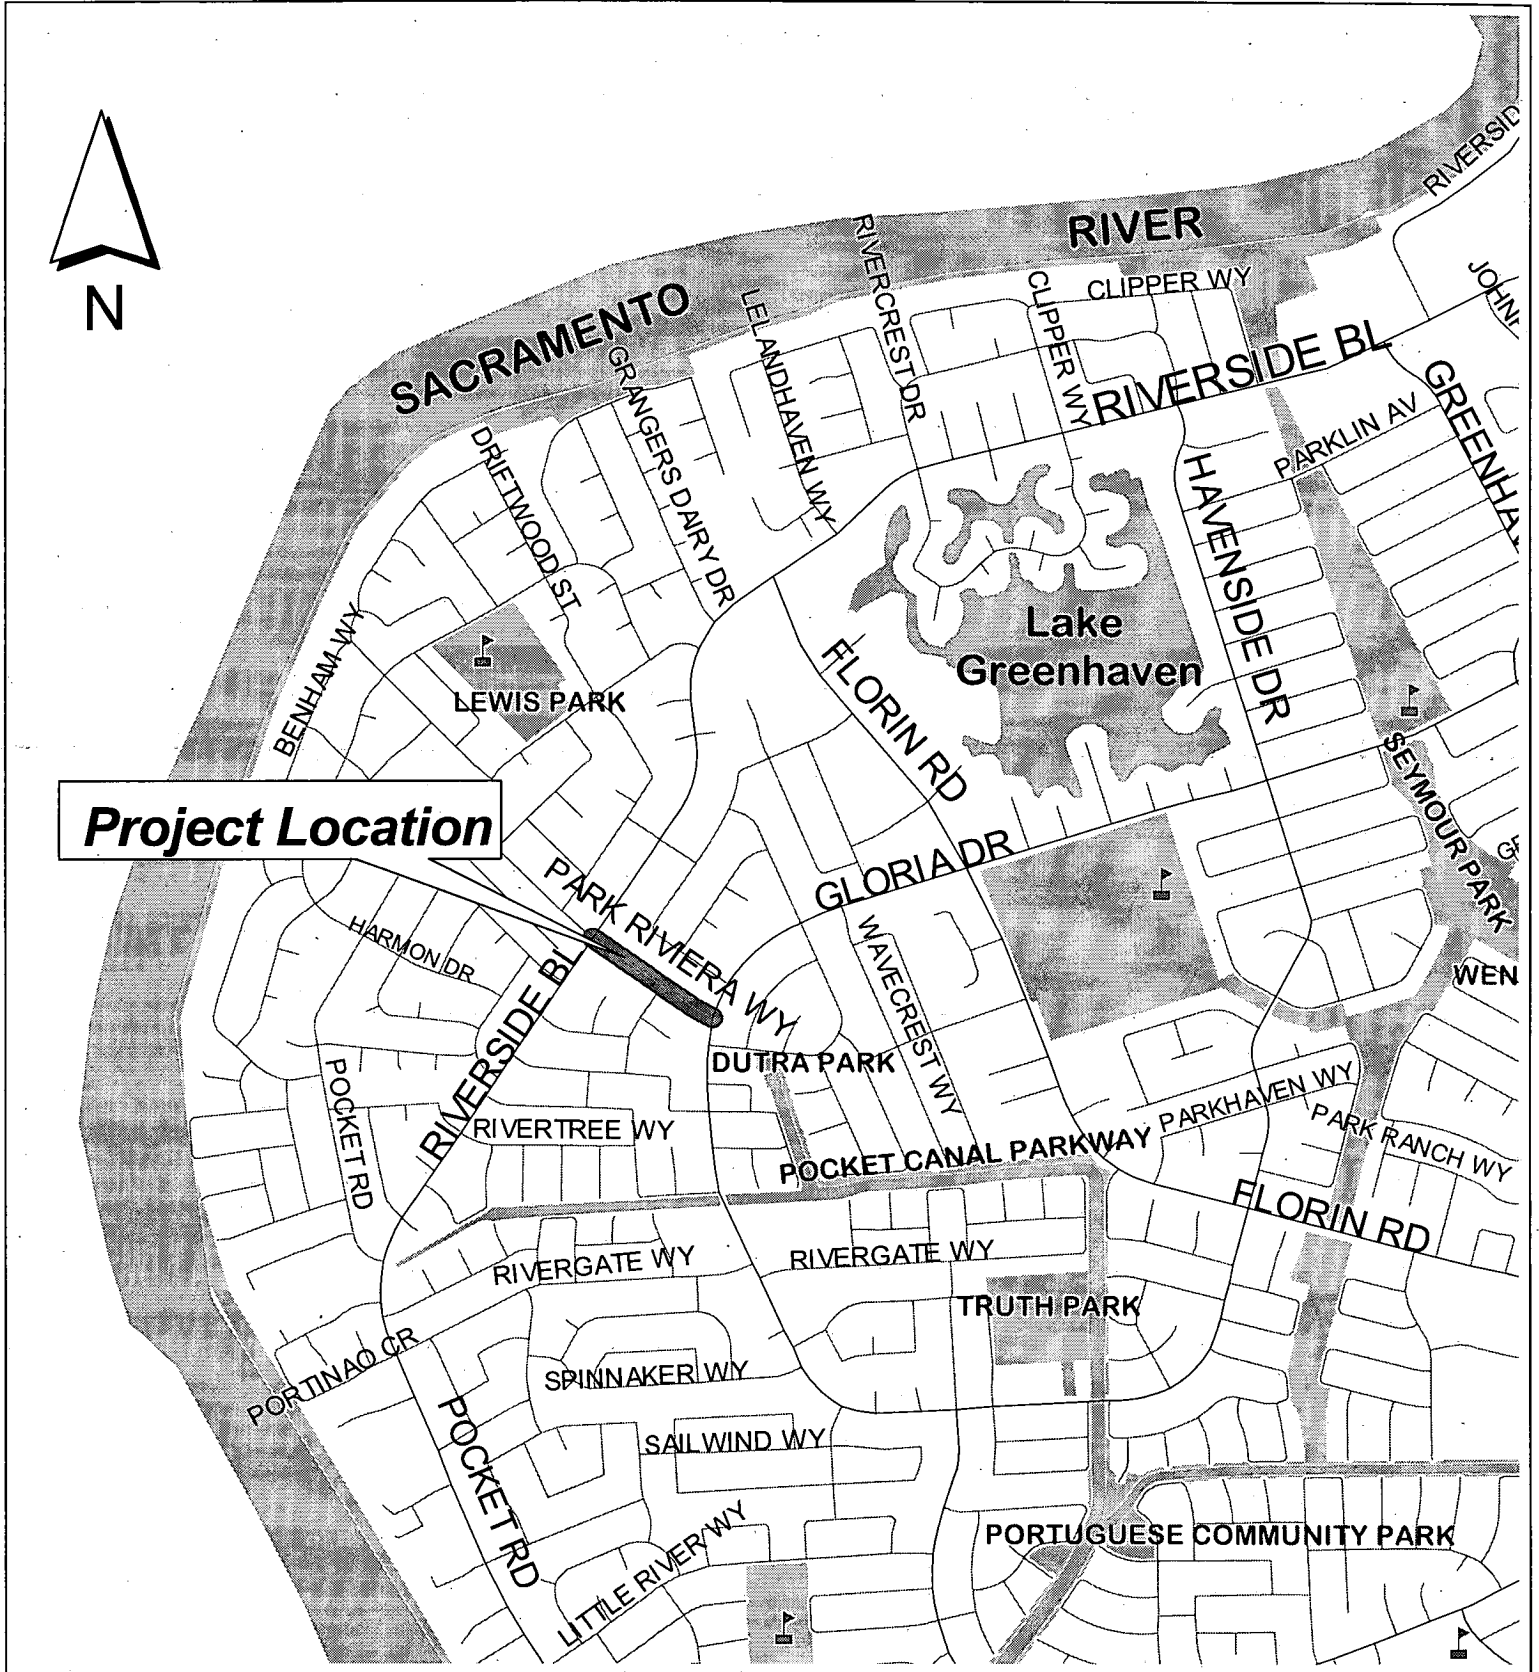 RIVERSID
RIVER
N
CLIPPER WY
RIVERCREST DR
CLIPPER WY
SACRAMENTO
LELANDHAVEN WY
RIVERSIDE BL
GRANGERS DAIRY DR
PARKLIN AV
DRIFTWOOD ST
HAVENSIDE DR
Lake
Greenhaven
BENHAM WY
FLORIN RD
LEWIS PARK
SEYMOUR PARK
Project Location
GLORIA DR
PARK RIVIERA WY
HARMON DR
WAVECREST WY
WEN
RIVERSIDE BL
DUTRA PARK
POCKET RD
RIVERTREE WY
PARKHAVEN WY
PARK RANCH WY
POCKET CANAL PARKWAY
FLORIN RD
RIVERGATE WY
RIVERGATE WY
TRUTH PARK
PORTINAO CR
SPINNAKER WY
POCKET RD
SAILWIND WY
LITTLE RIVER WY
PORTUGUESE COMMUNITY PARK